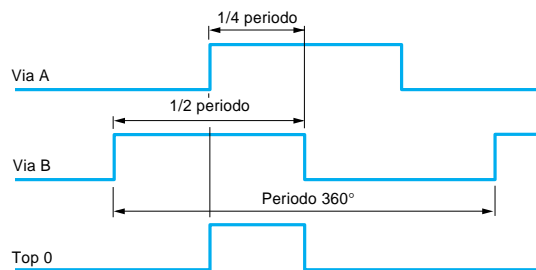 1/4 periodo
Via A
1/2 periodo
Via B
Periodo 360°
Top 0